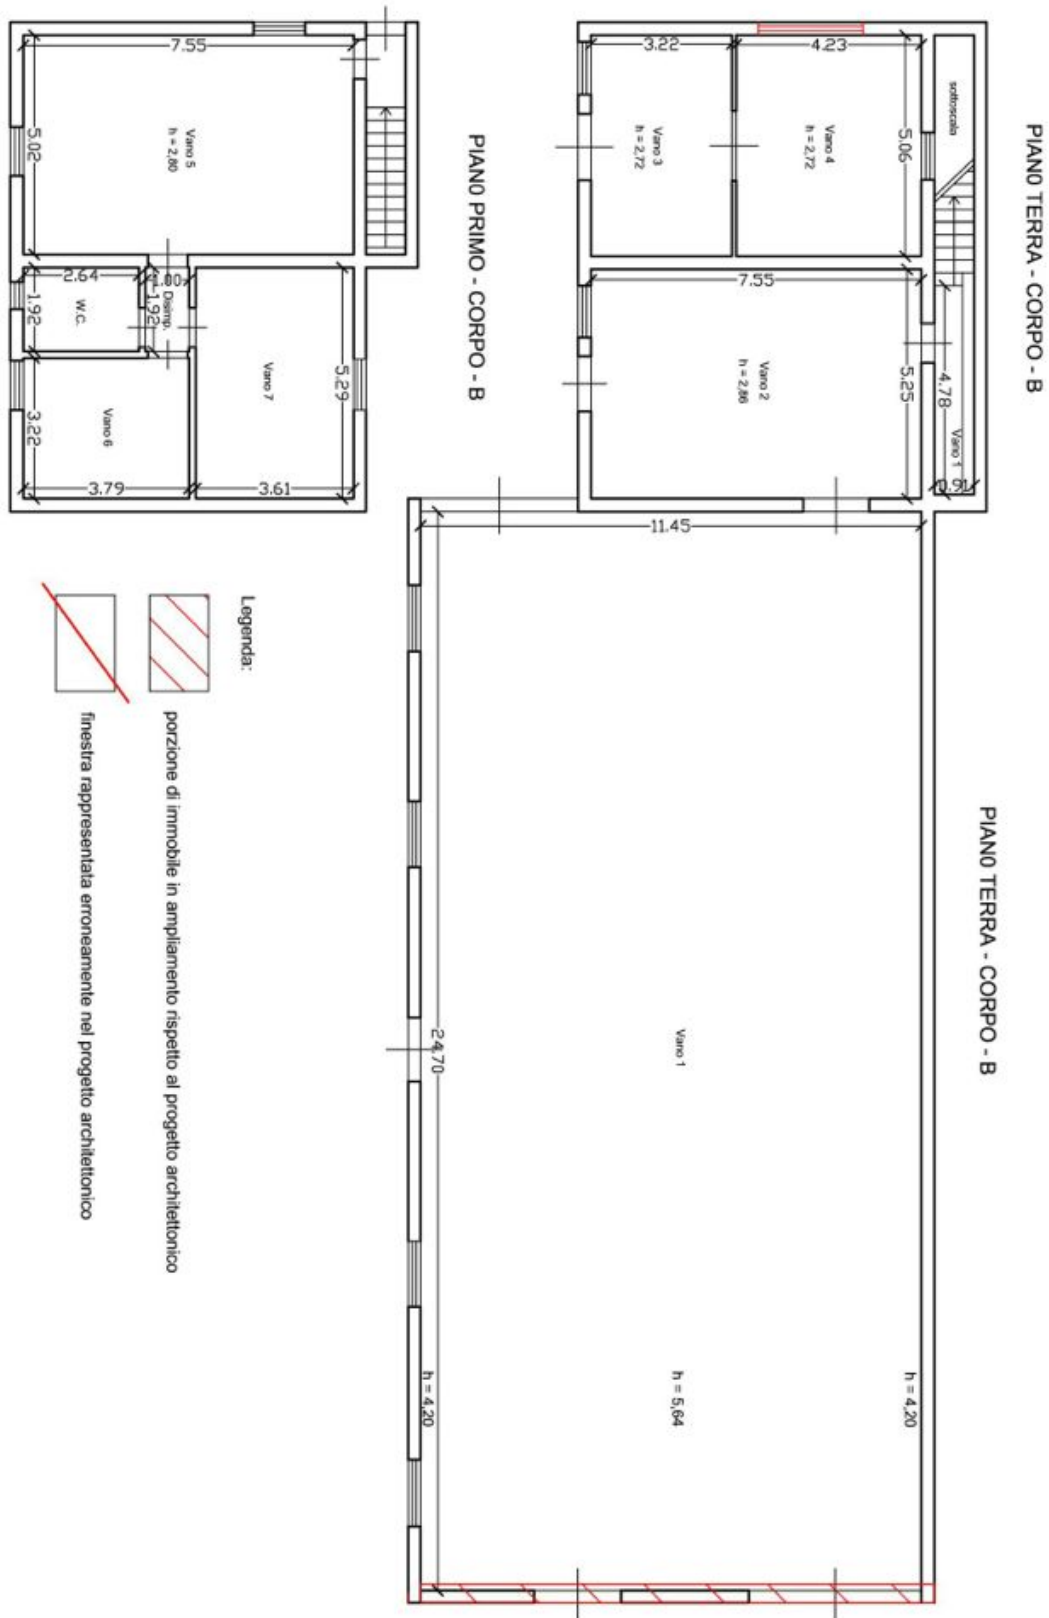 PIANO TERRA - CORPO - B
sottoscala
4.78
Vano 1
0.91
3.22
4.23
5.06
Vano 4
h = 2,72
Vano 3
h = 2,72
7.55
5.25
Vano 2
h = 2,86
PIANO PRIMO - CORPO - B
7.55
5.02
Vano 5
h = 2,80
2.64
1.92
W.C.
1.00
1.92
Disimp.
5.29
Vano 7
3.61
Vano 6
3.22
3.79
PIANO TERRA - CORPO - B
11.45
24.70
Vano 1
h = 4,20
h = 5,64
h = 4,20
Legenda:
porzione di immobile in ampliamento rispetto al progetto architettonico
finestra rappresentata erroneamente nel progetto architettonico